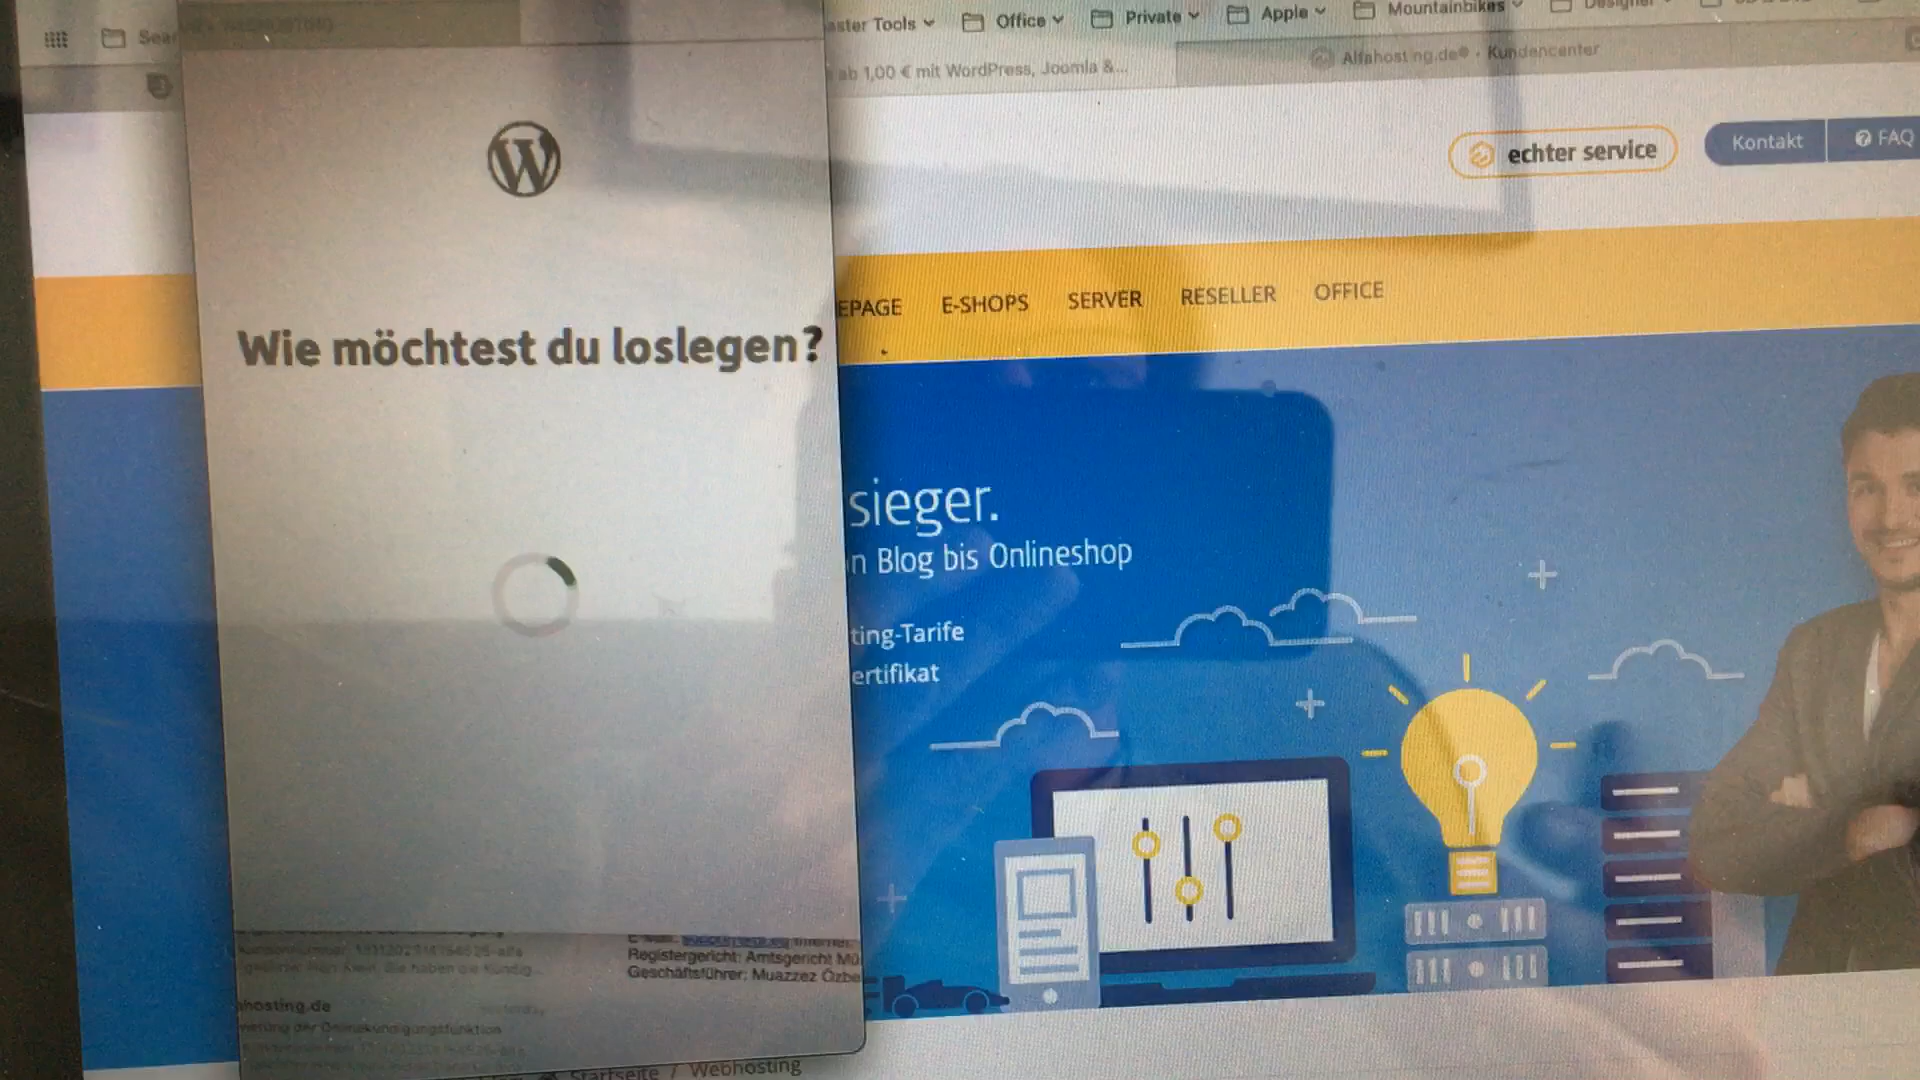 Office
Private
Apple
Mountainbikes
aster Tools
ab 1,00 € mit WordPress, Joomla &...
Alfahosting.de® • Kundencenter
echter service
Kontakt
FAQ
EPAGE
E-SHOPS
SERVER
RESELLER
OFFICE
Wie möchtest du loslegen?
sieger.
n Blog bis Onlineshop
ting-Tarife
ertifikat
Registergericht: Amtsgericht Mü
Geschäftsführer: Muazzez Özbe
hosting.de
Startseite / Webhosting